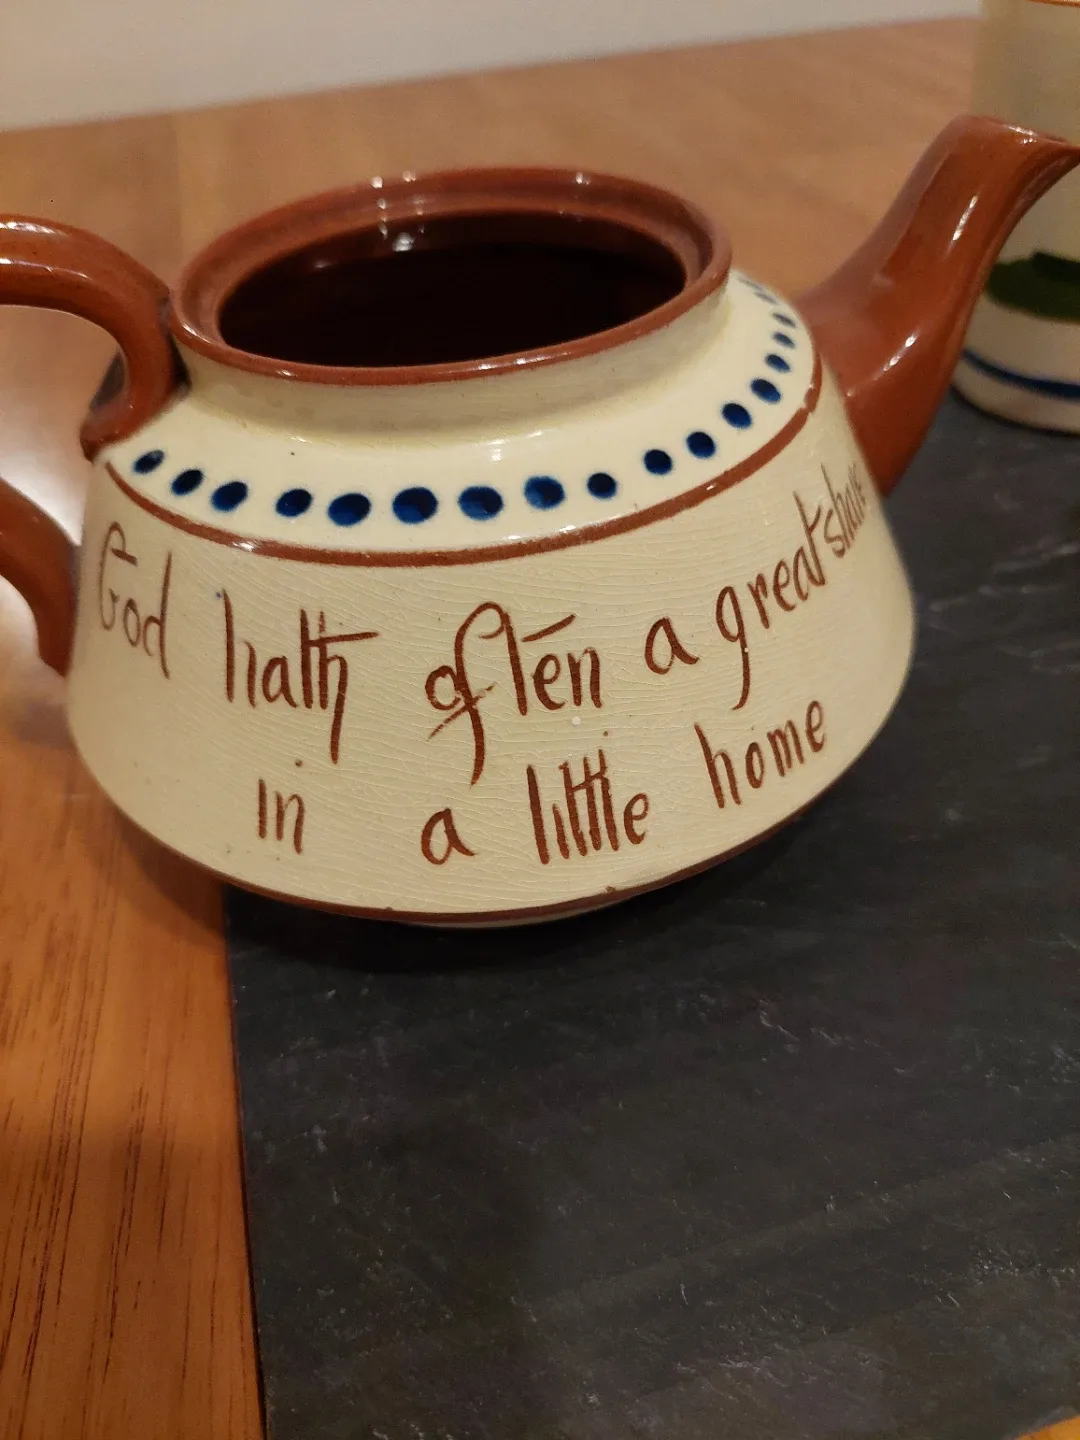 God hath often a great share
in a little home